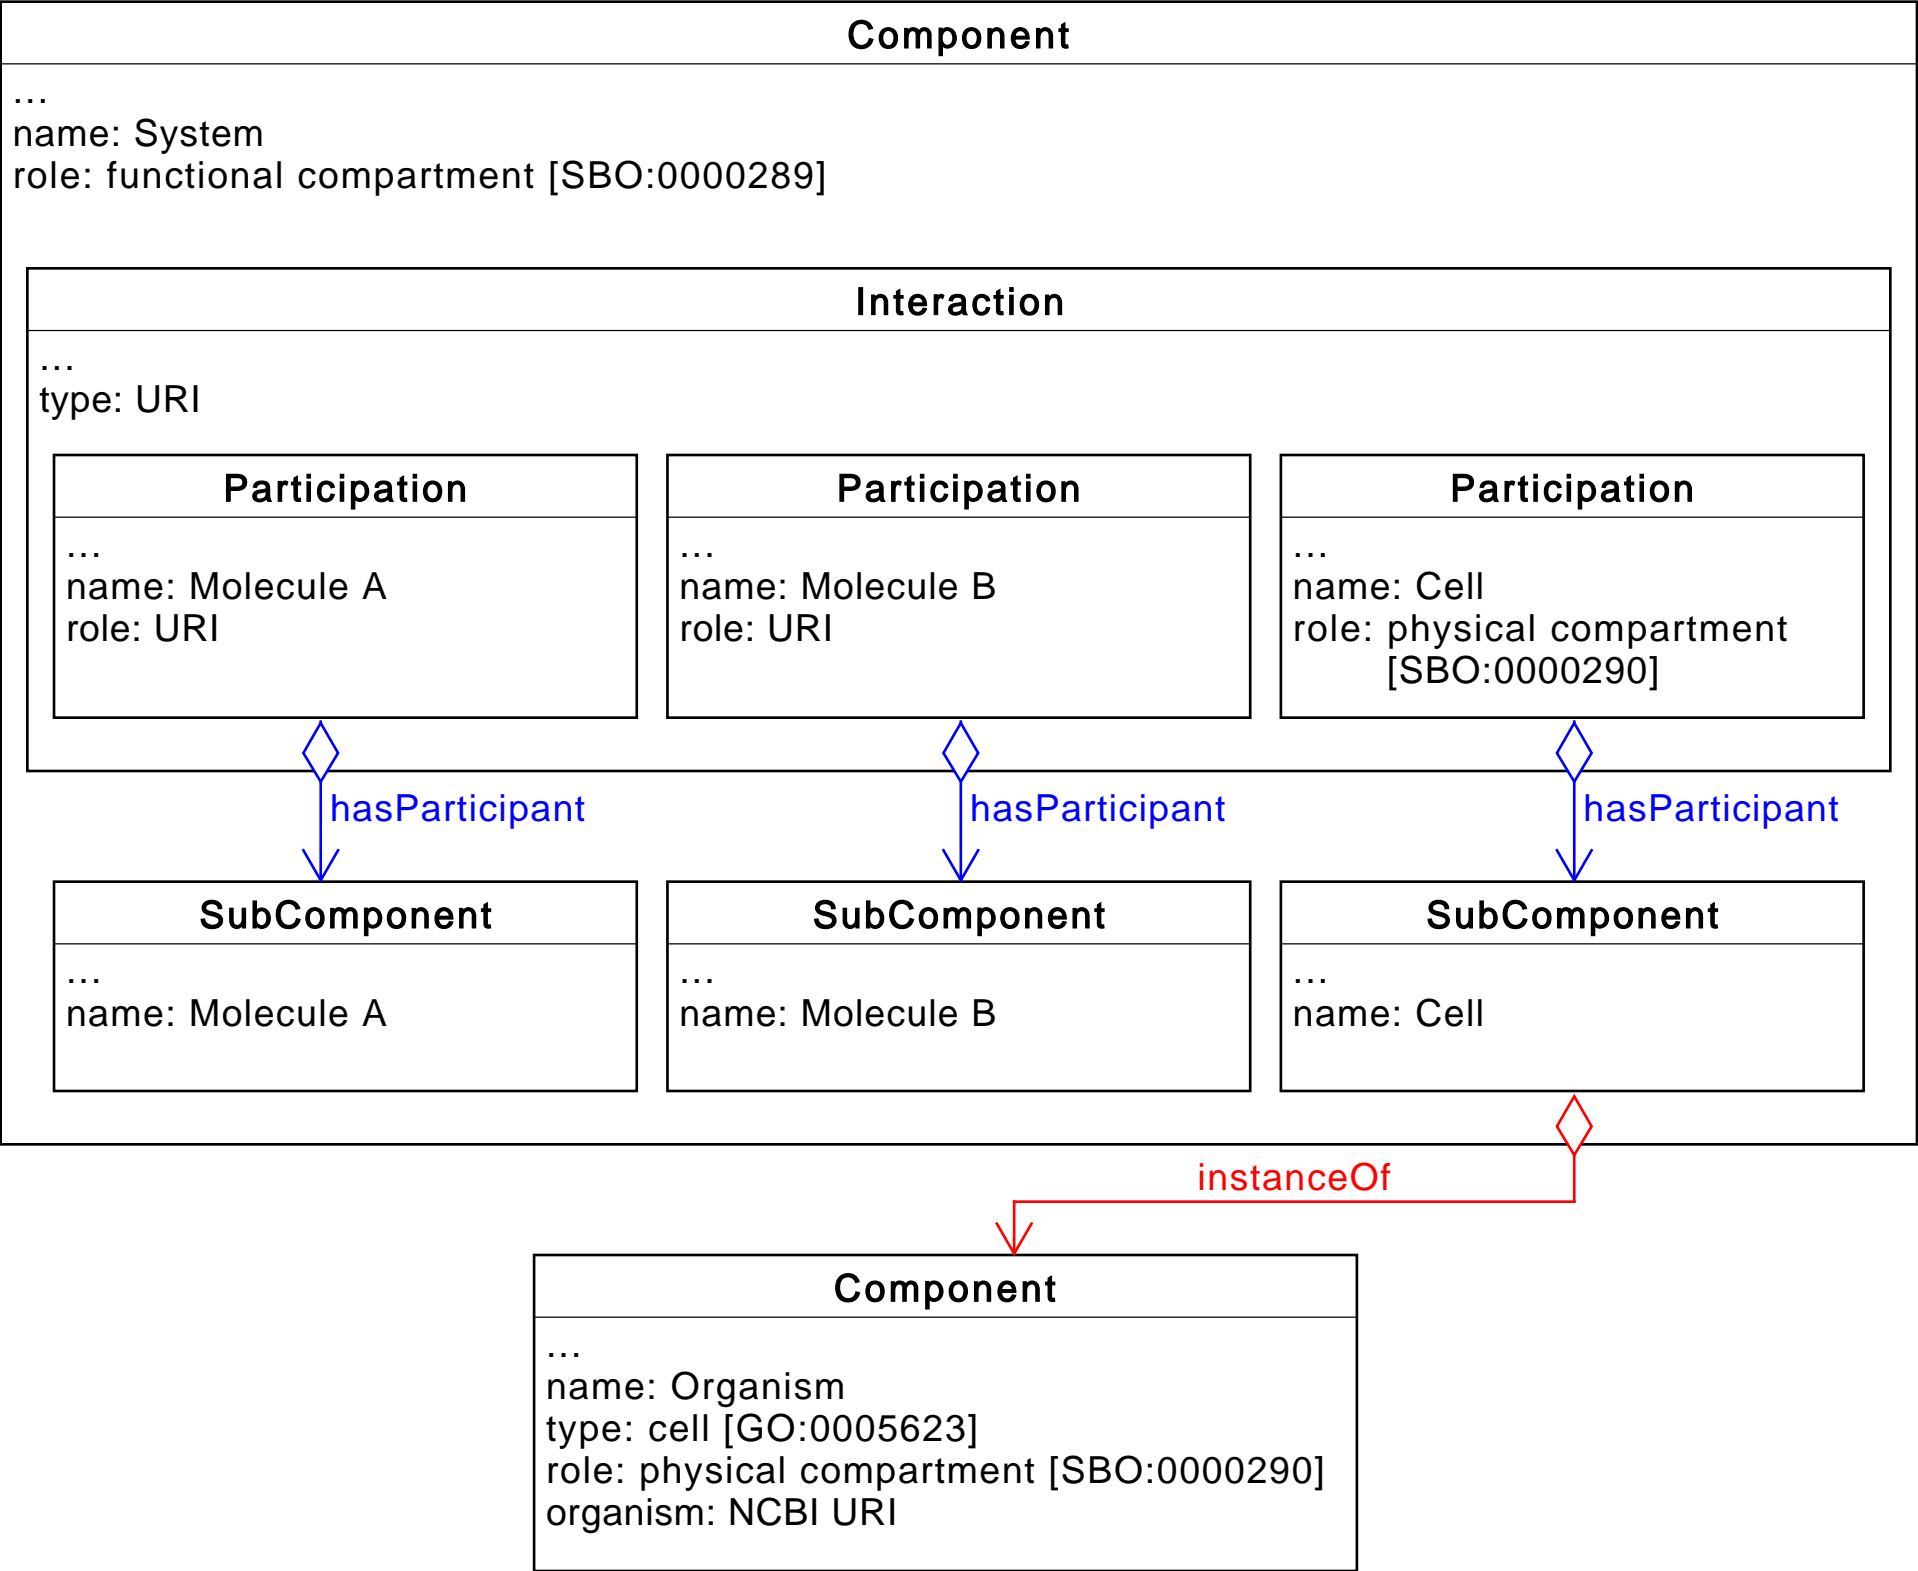 Component
...
name: System
role: functional compartment [SBO:0000289]
Interaction
...
type: URI
Participation
...
name: Molecule A
role: URI
Participation
...
name: Molecule B
role: URI
Participation
...
name: Cell
role: physical compartment
[SBO:0000290]
hasParticipant
hasParticipant
hasParticipant
SubComponent
...
name: Molecule A
SubComponent
...
name: Molecule B
SubComponent
...
name: Cell
instanceOf
Component
...
name: Organism
type: cell [GO:0005623]
role: physical compartment [SBO:0000290]
organism: NCBI URI